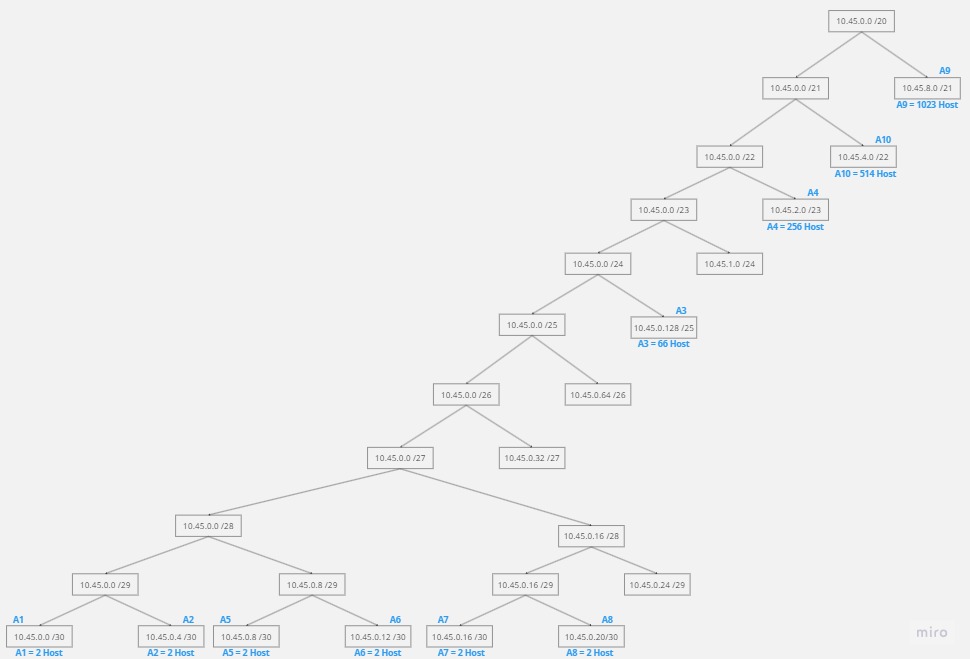 10.45.0.0 /20
A9
10.45.0.0 /21
10.45.8.0 /21
A9 = 1023 Host
A10
10.45.0.0 /22
10.45.4.0 /22
A10 = 514 Host
A4
10.45.0.0 /23
10.45.2.0 /23
A4 = 256 Host
10.45.0.0 /24
10.45.1.0 /24
A3
10.45.0.0 /25
10.45.0.128 /25
A3 = 66 Host
10.45.0.0 /26
10.45.0.64 /26
10.45.0.0 /27
10.45.0.32 /27
10.45.0.0 /28
10.45.0.16 /28
10.45.0.0 /29
10.45.0.8 /29
10.45.0.16 /29
10.45.0.24 /29
A1
A2
A5
A6
A7
A8
10.45.0.0 /30
10.45.0.4 /30
10.45.0.8 /30
10.45.0.12 /30
10.45.0.16 /30
10.45.0.20/30
A1 = 2 Host
A2 = 2 Host
A5 = 2 Host
A6 = 2 Host
A7 = 2 Host
A8 = 2 Host
miro